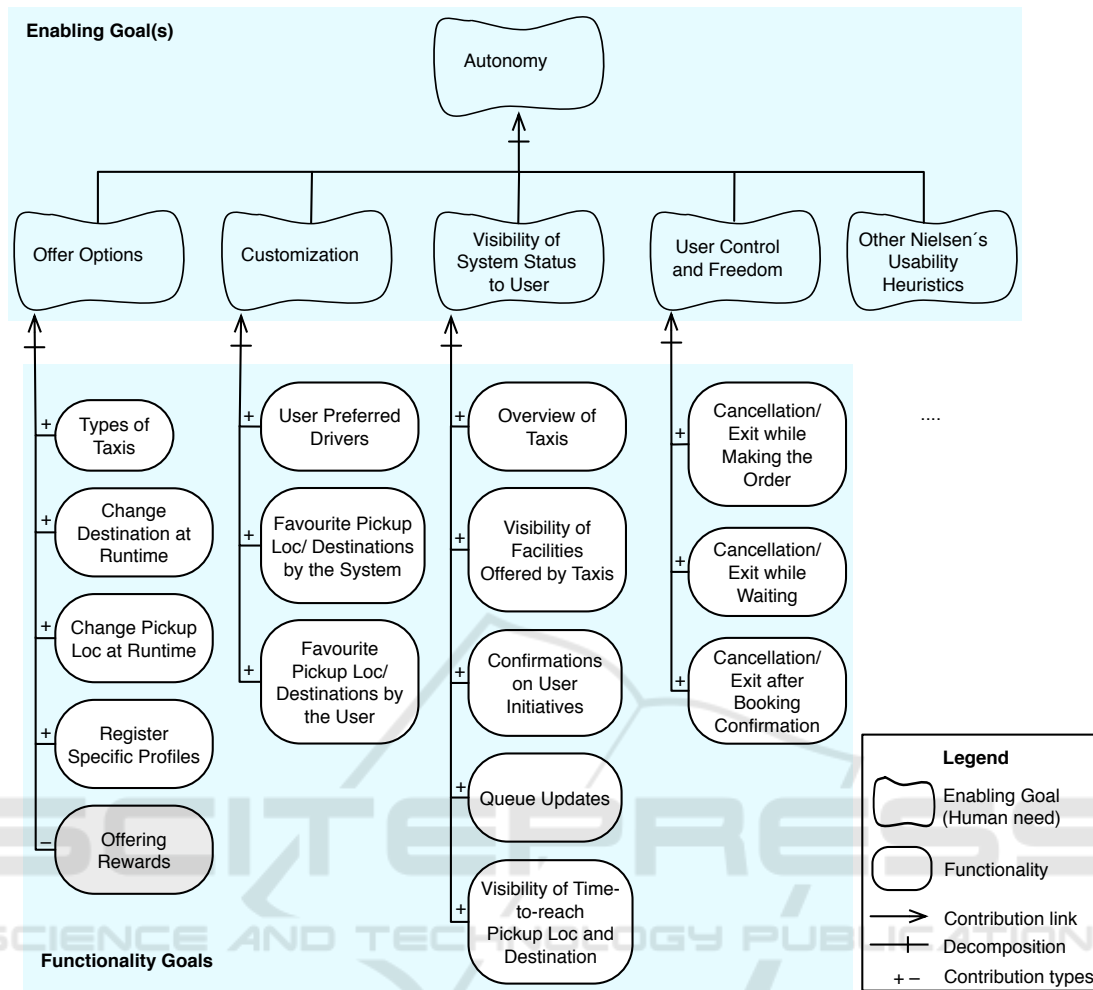 Enabling Goal(s)
Autonomy
Offer Options
Customization
Visibility of
System Status
to User
User Control
and Freedom
Other Nielsen´s
Usability
Heuristics
+
Types of
Taxis
+
Change
Destination at
Runtime
+
Change Pickup
Loc at Runtime
+
Register
Specific Profiles
–
Offering
Rewards
+
User Preferred
Drivers
+
Favourite Pickup
Loc/ Destinations
by the System
+
Favourite
Pickup Loc/
Destinations by
the User
+
Overview of
Taxis
+
Visibility of
Facilities
Offered by Taxis
+
Confirmations
on User
Initiatives
+
Queue Updates
+
Visibility of Time-
to-reach
Pickup Loc and
Destination
+
Cancellation/
Exit while
Making the
Order
+
Cancellation/
Exit while
Waiting
+
Cancellation/
Exit after
Booking
Confirmation
....
Functionality Goals
Legend
Enabling Goal
(Human need)
Functionality
Contribution link
Decomposition
+ – Contribution types
SCITEPRESS
SCIENCE AND TECHNOLOGY PUBLICATIONS